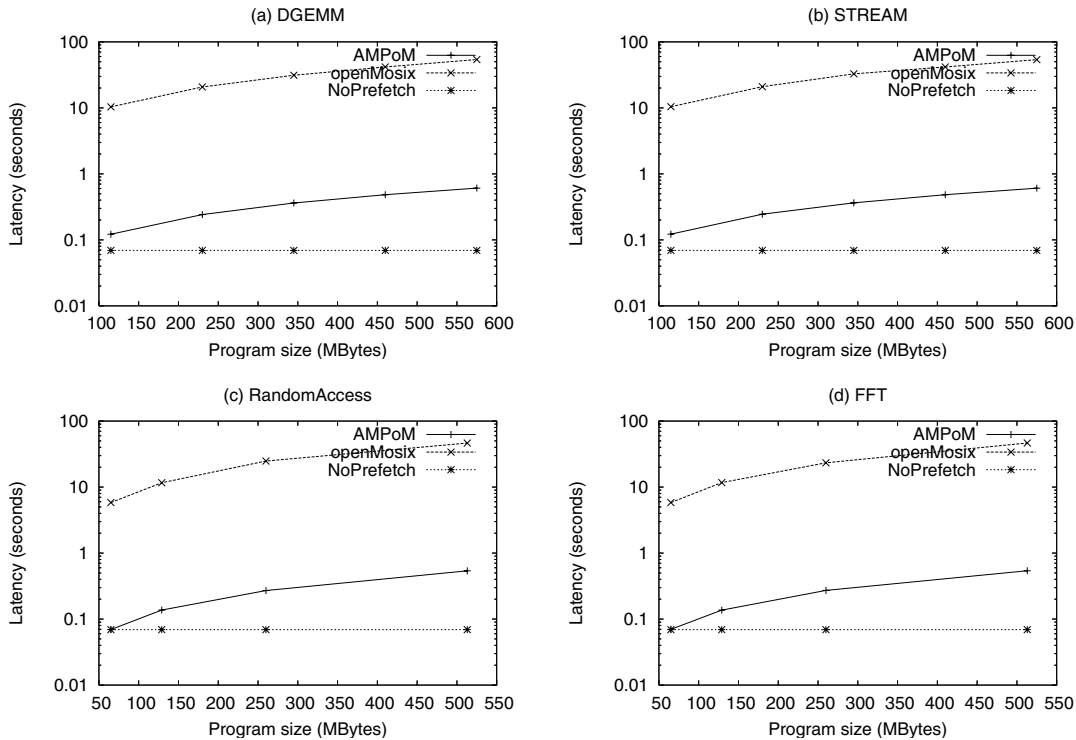 (a) DGEMM
100
10
1
0.1
0.01
Latency (seconds)
AMPoM
openMosix
NoPrefetch
100 150 200 250 300 350 400 450 500 550 600
Program size (MBytes)
(b) STREAM
100
10
1
0.1
0.01
Latency (seconds)
AMPoM
openMosix
NoPrefetch
100 150 200 250 300 350 400 450 500 550 600
Program size (MBytes)
(c) RandomAccess
100
10
1
0.1
0.01
Latency (seconds)
AMPoM
openMosix
NoPrefetch
50 100 150 200 250 300 350 400 450 500 550
Program size (MBytes)
(d) FFT
100
10
1
0.1
0.01
Latency (seconds)
AMPoM
openMosix
NoPrefetch
50 100 150 200 250 300 350 400 450 500 550
Program size (MBytes)